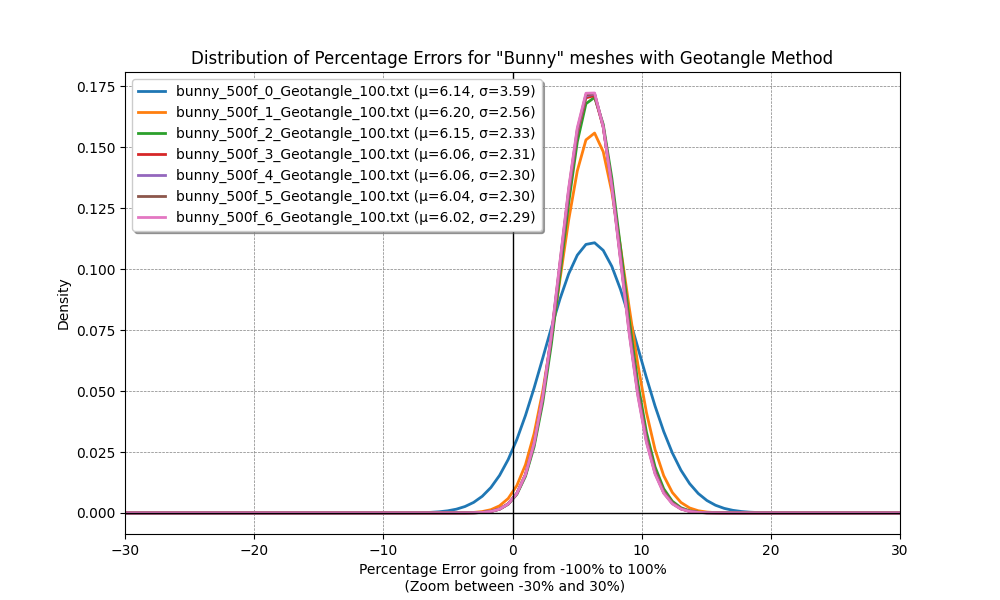 Distribution of Percentage Errors for "Bunny" meshes with Geotangle Method
0.175
0.150
0.125
0.100
0.075
0.050
0.025
0.000
Density
bunny_500f_0_Geotangle_100.txt (μ=6.14, σ=3.59)
bunny_500f_1_Geotangle_100.txt (μ=6.20, σ=2.56)
bunny_500f_2_Geotangle_100.txt (μ=6.15, σ=2.33)
bunny_500f_3_Geotangle_100.txt (μ=6.06, σ=2.31)
bunny_500f_4_Geotangle_100.txt (μ=6.06, σ=2.30)
bunny_500f_5_Geotangle_100.txt (μ=6.04, σ=2.30)
bunny_500f_6_Geotangle_100.txt (μ=6.02, σ=2.29)
−30 −20 −10 0 10 20 30
Percentage Error going from -100% to 100%
(Zoom between -30% and 30%)